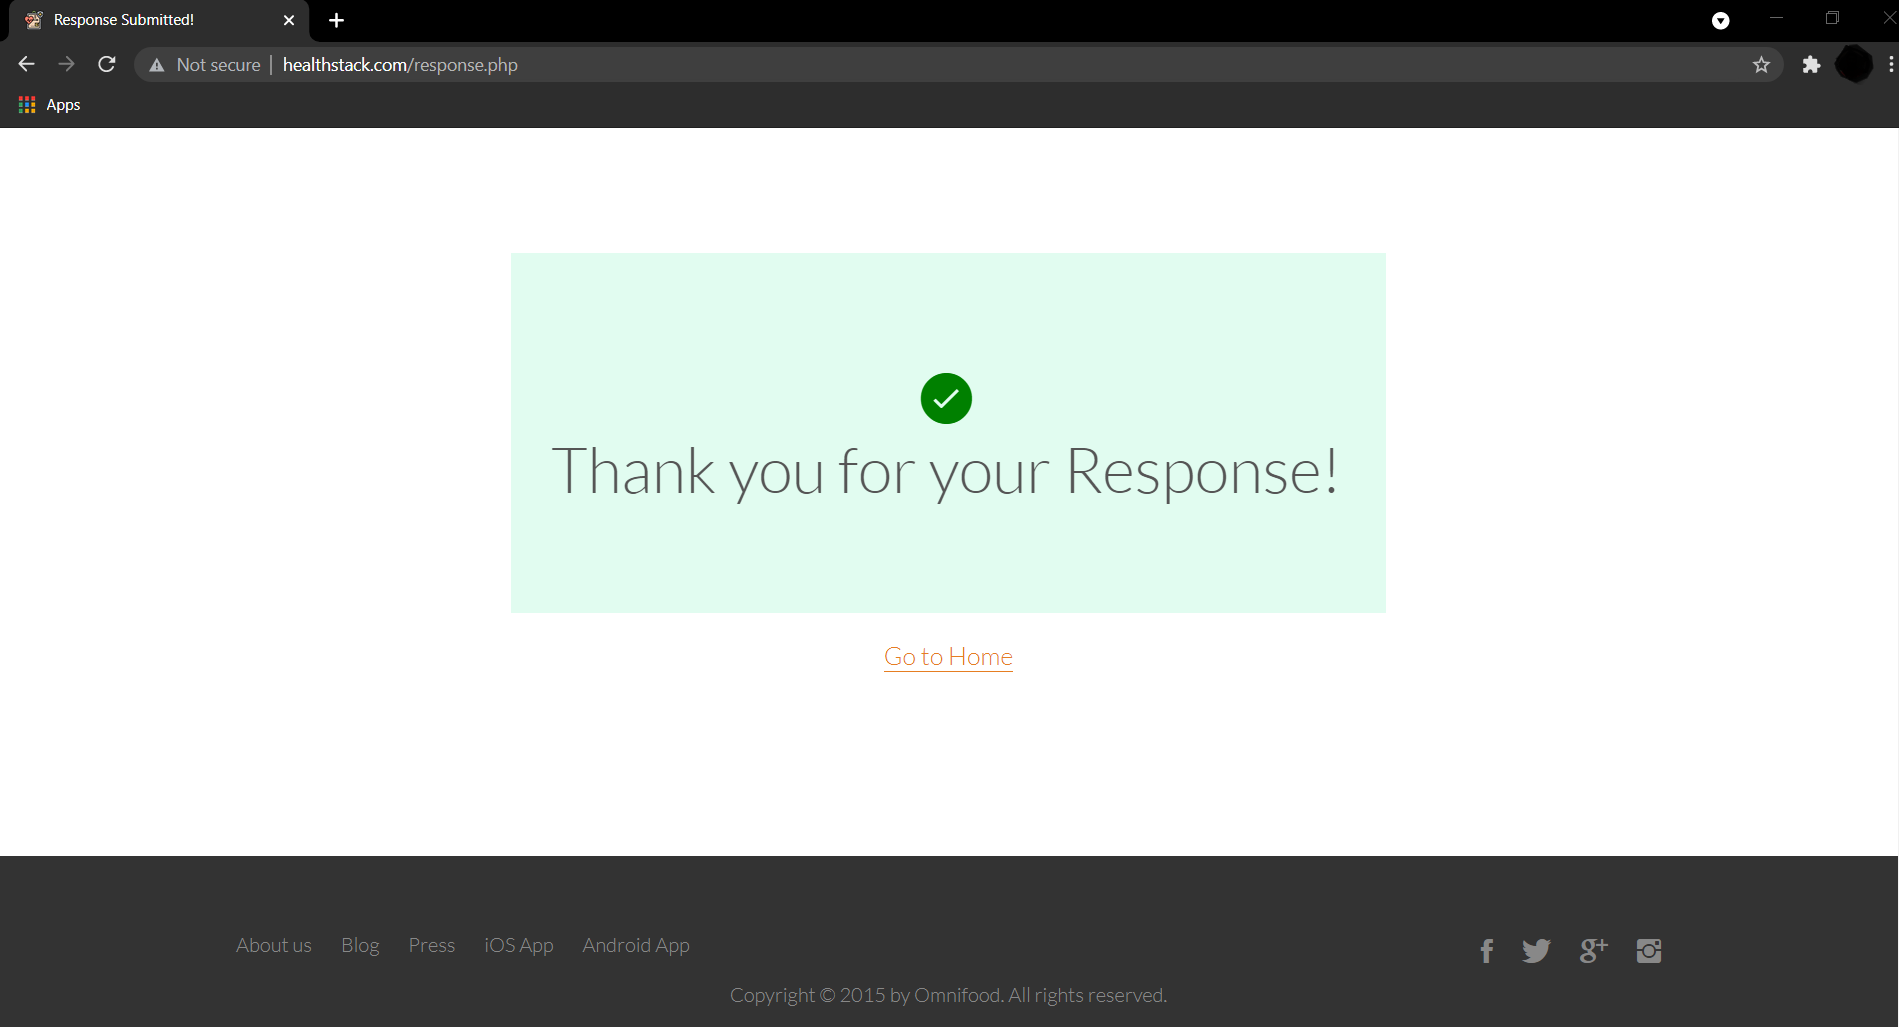 Response Submitted!
Not secure | healthstack.com/response.php
Apps
Thank you for your Response!
Go to Home
About us Blog Press iOS App Android App
Copyright © 2015 by Omnifood. All rights reserved.